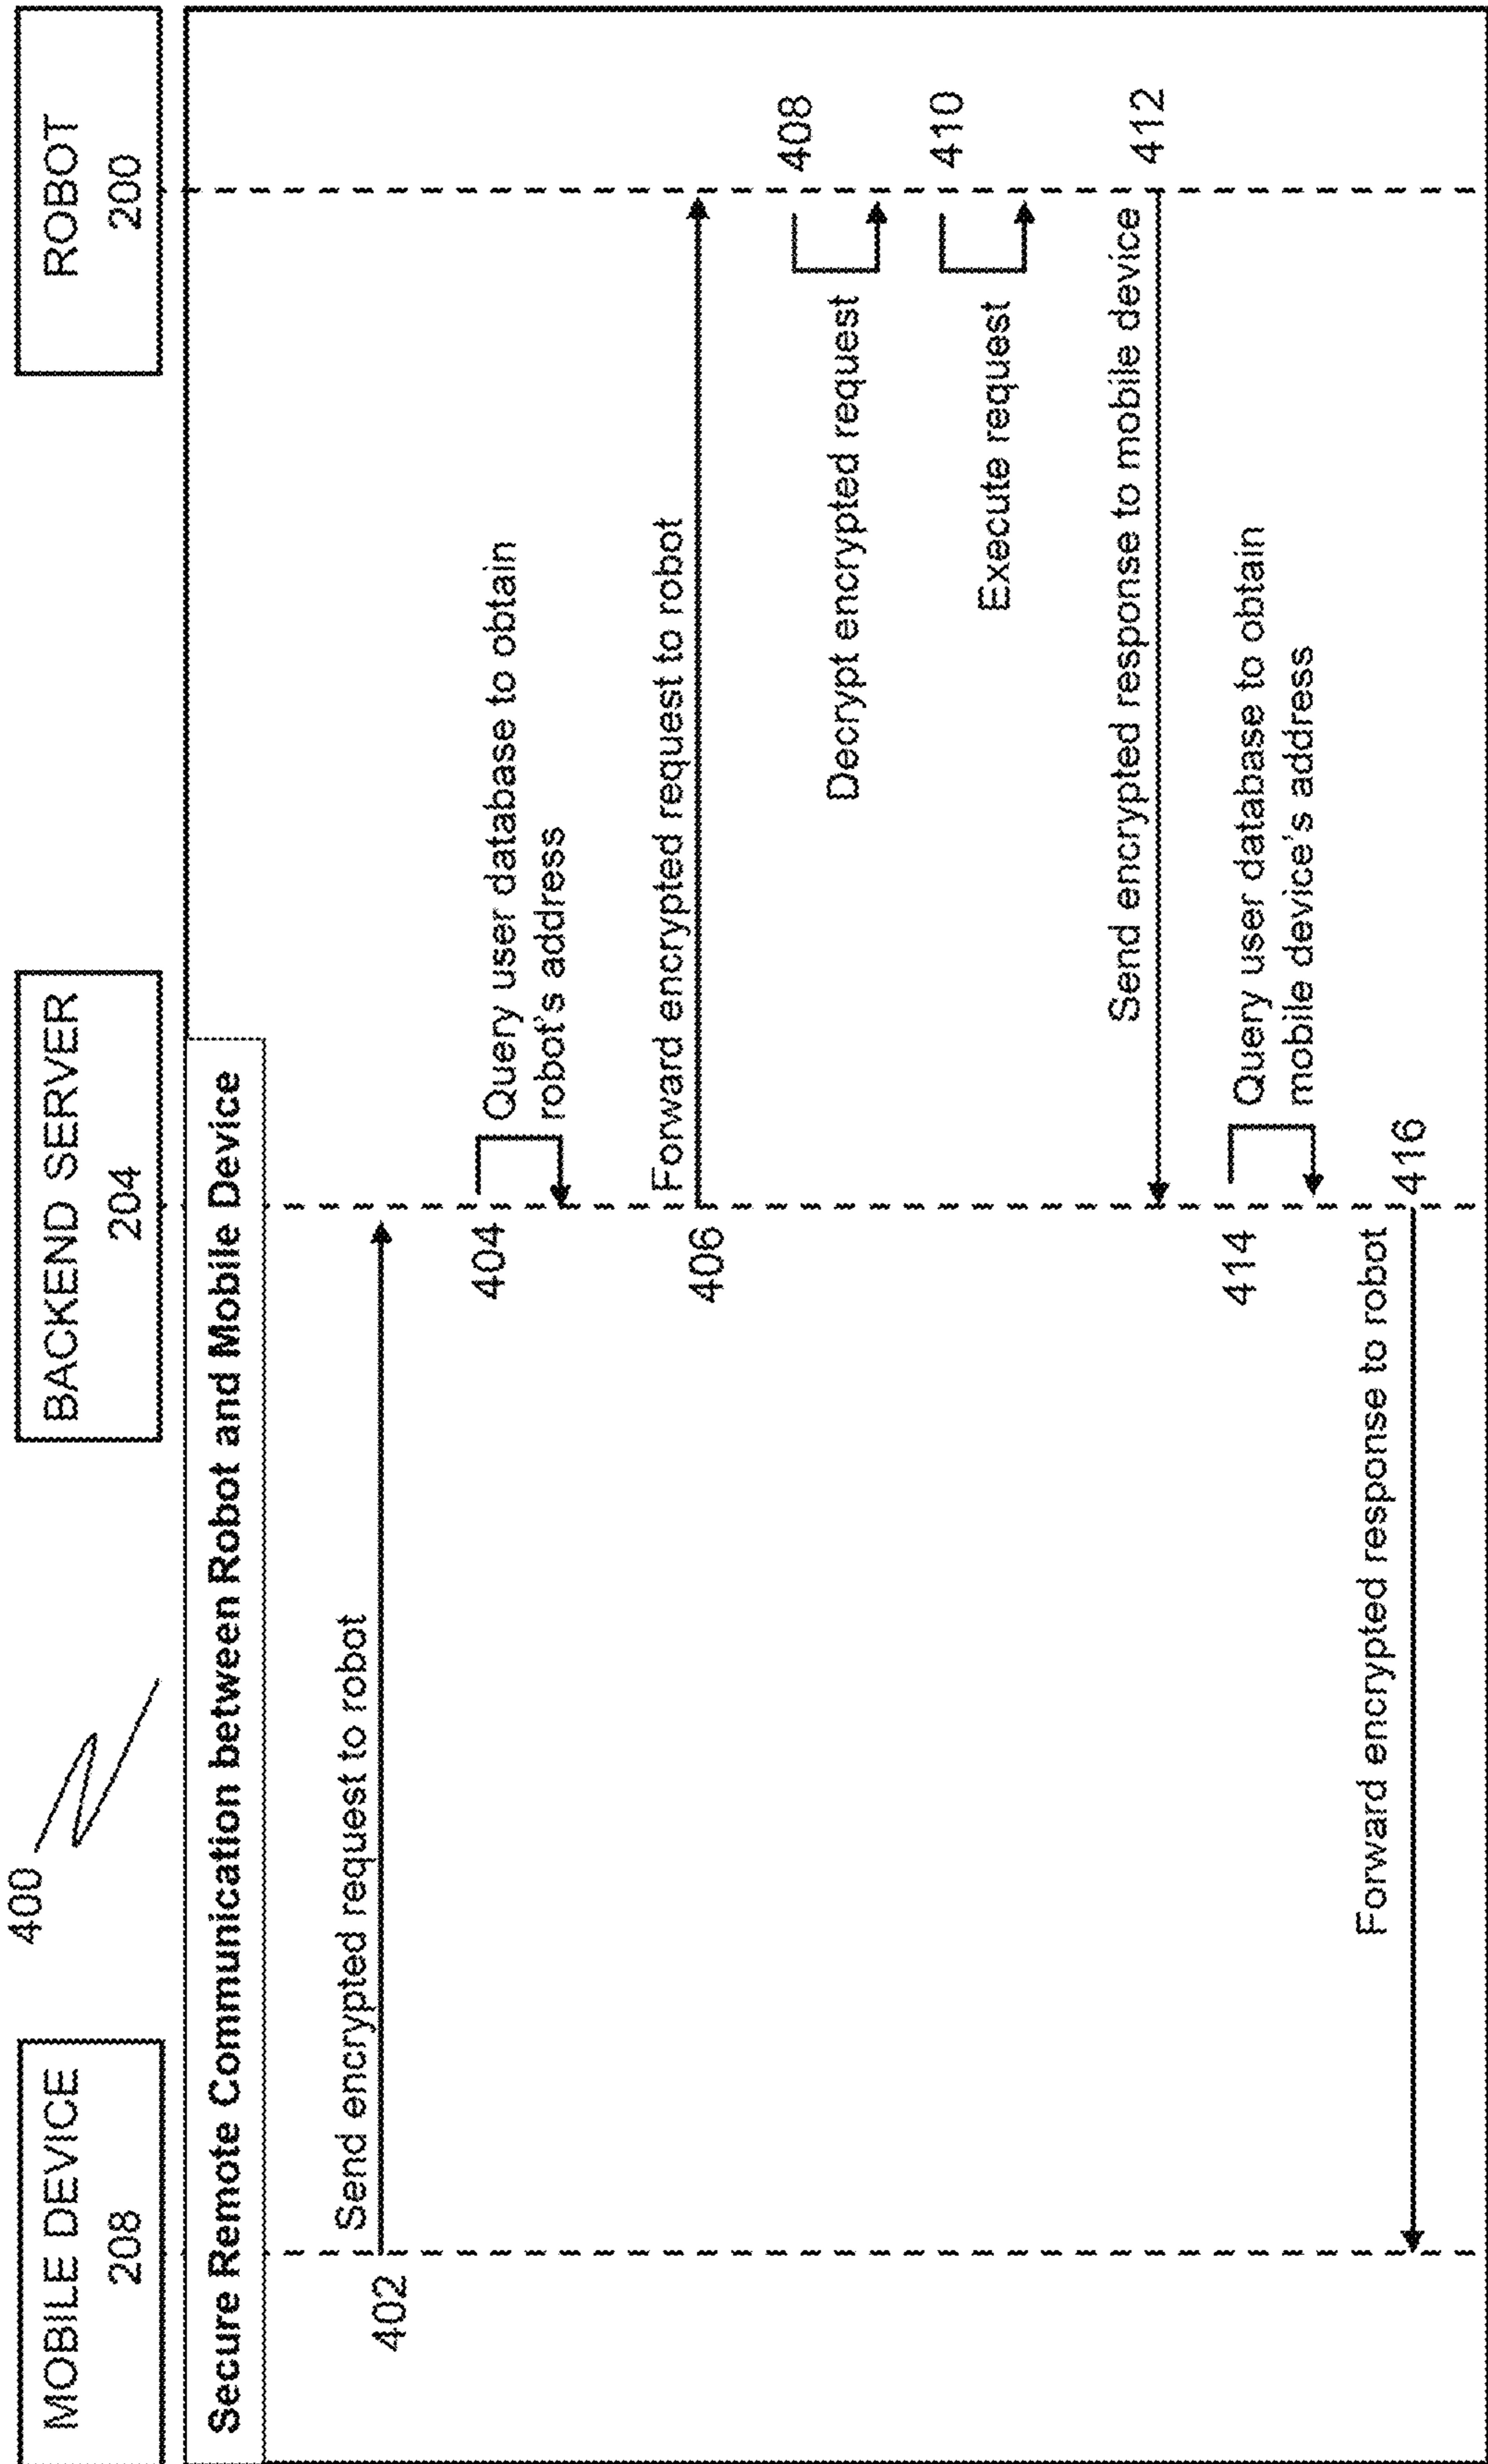 400
MOBILE DEVICE
208
BACKEND SERVER
204
ROBOT
200
Secure Remote Communication between Robot and Mobile Device
Send encrypted request to robot
402
404
Query user database to obtain
robot's address
Forward encrypted request to robot
406
408
Decrypt encrypted request
410
Execute request
Send encrypted response to mobile device
412
414
Query user database to obtain
mobile device's address
Forward encrypted response to robot
416